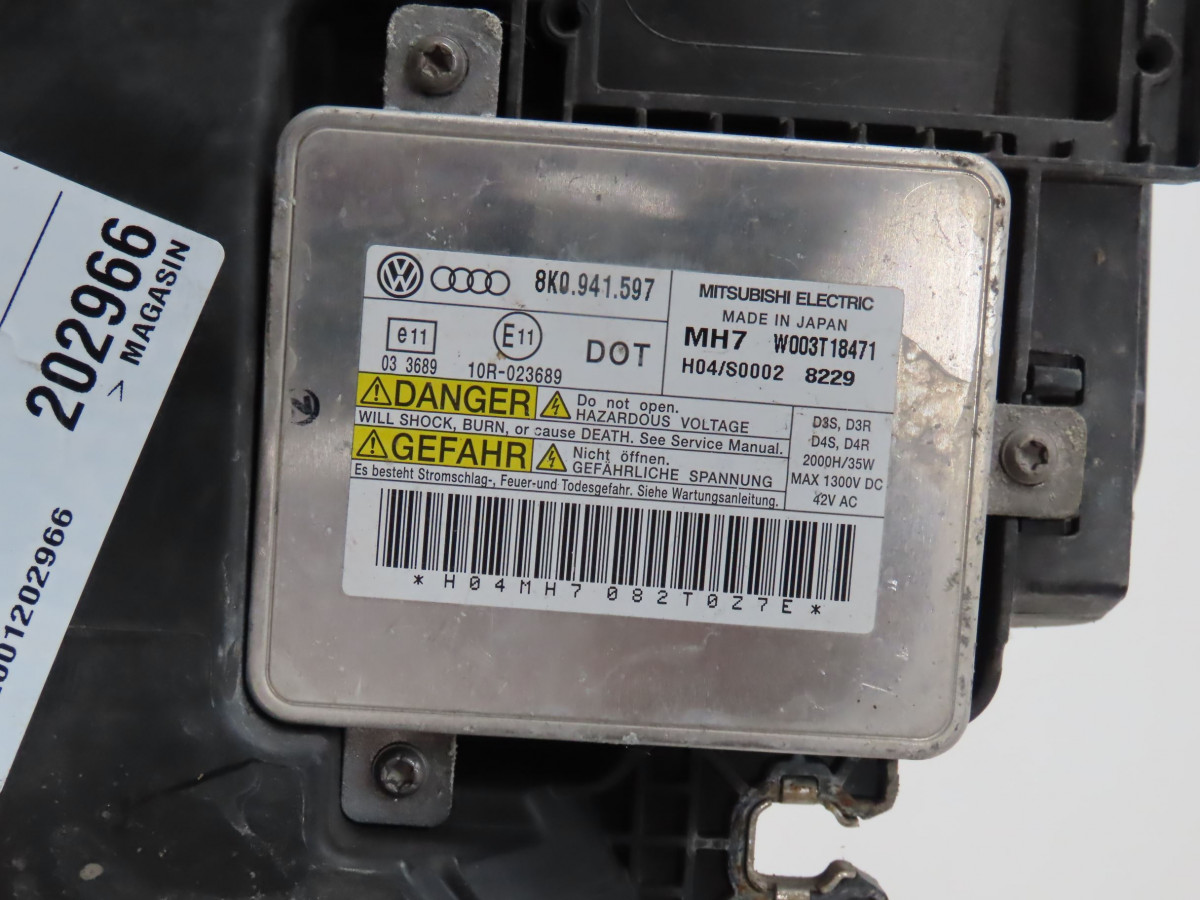 202966
> MAGASIN
001202966
8K0.941.597
e11
E11
DOT
03 3689
10R-023689
MITSUBISHI ELECTRIC
MADE IN JAPAN
MH7 W003T18471
H04/S0002 8229
DANGER
Do not open.
HAZARDOUS VOLTAGE
WILL SHOCK, BURN, or cause DEATH. See Service Manual.
GEFAHR
Nicht öffnen.
GEFÄHRLICHE SPANNUNG
Es besteht Stromschlag-, Feuer-und Todesgefahr. Siehe Wartungsanleitung.
D3S, D3R
D4S, D4R
2000H/35W
MAX 1300V DC
42V AC
*H04MH7082T0Z7E*